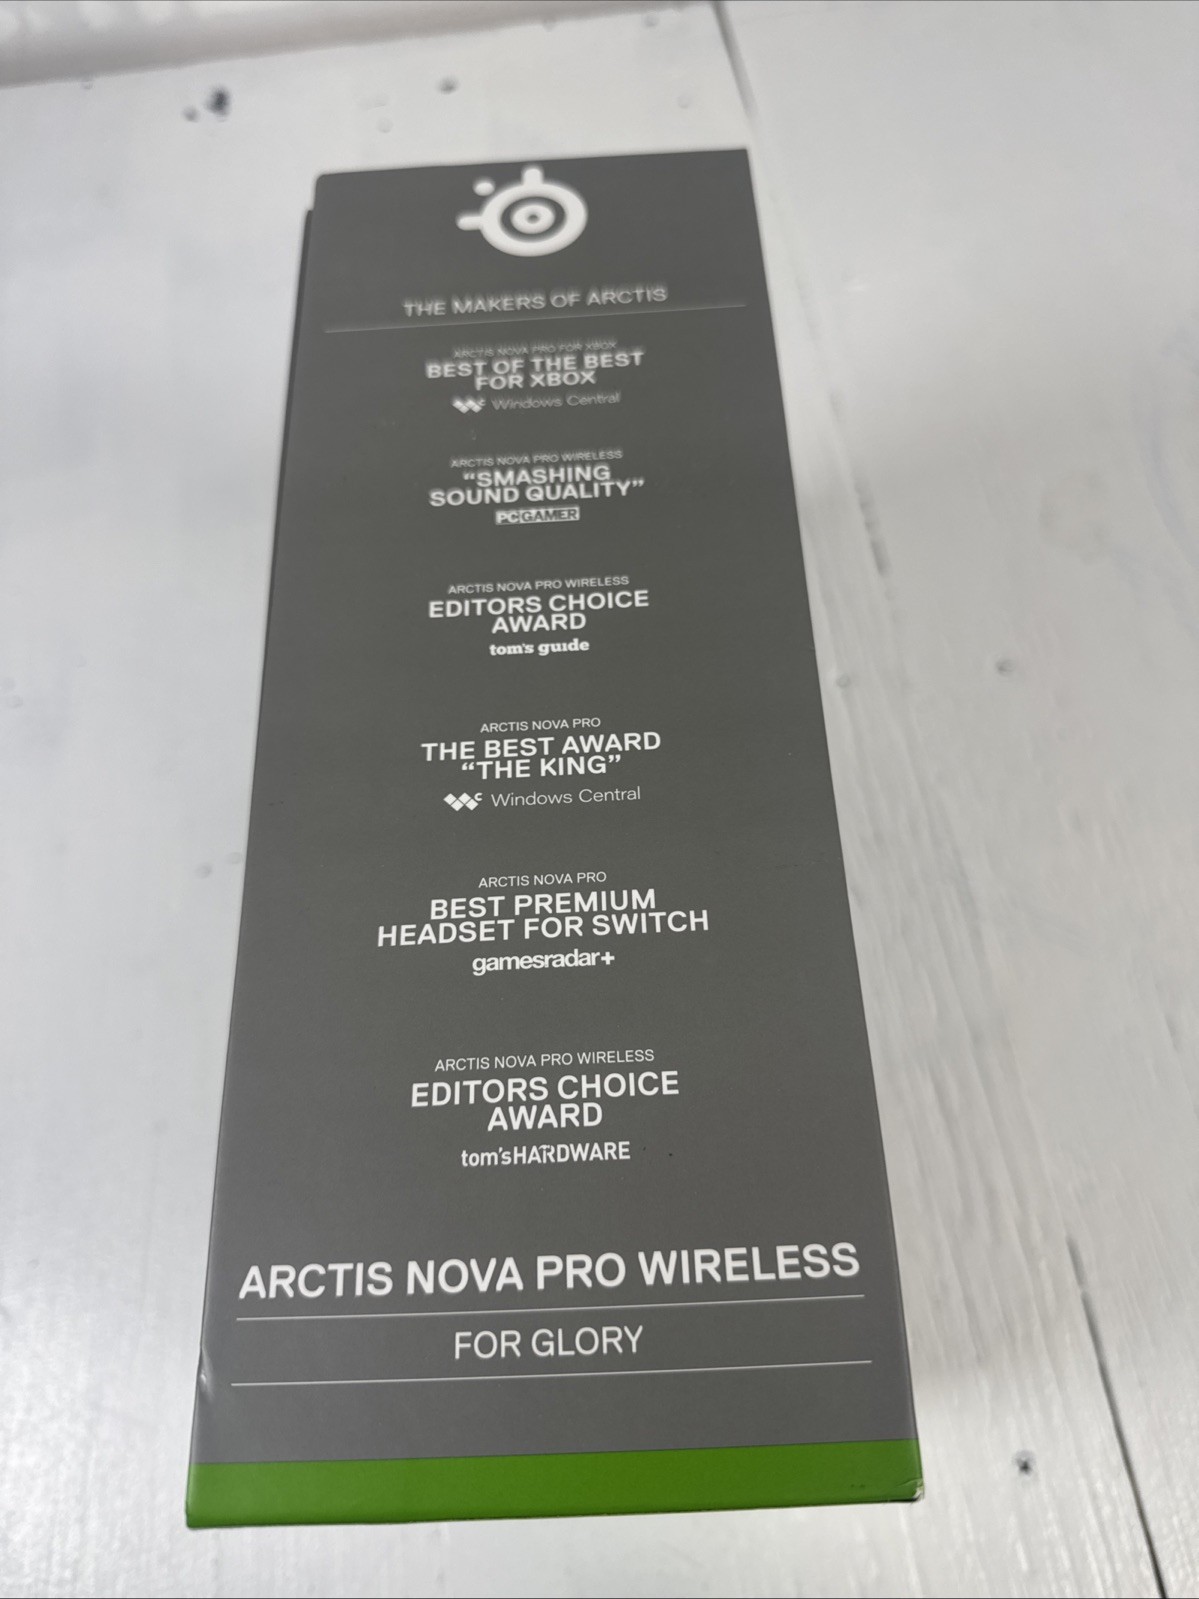 THE MAKERS OF ARCTIS
ARCTIS NOVA PRO FOR XBOX
BEST OF THE BEST
FOR XBOX
Windows Central
ARCTIS NOVA PRO WIRELESS
“SMASHING
SOUND QUALITY”
PC GAMER
ARCTIS NOVA PRO WIRELESS
EDITORS CHOICE
AWARD
tom's guide
ARCTIS NOVA PRO
THE BEST AWARD
“THE KING”
Windows Central
ARCTIS NOVA PRO
BEST PREMIUM
HEADSET FOR SWITCH
gamesradar+
ARCTIS NOVA PRO WIRELESS
EDITORS CHOICE
AWARD
tom'sHARDWARE
ARCTIS NOVA PRO WIRELESS
FOR GLORY